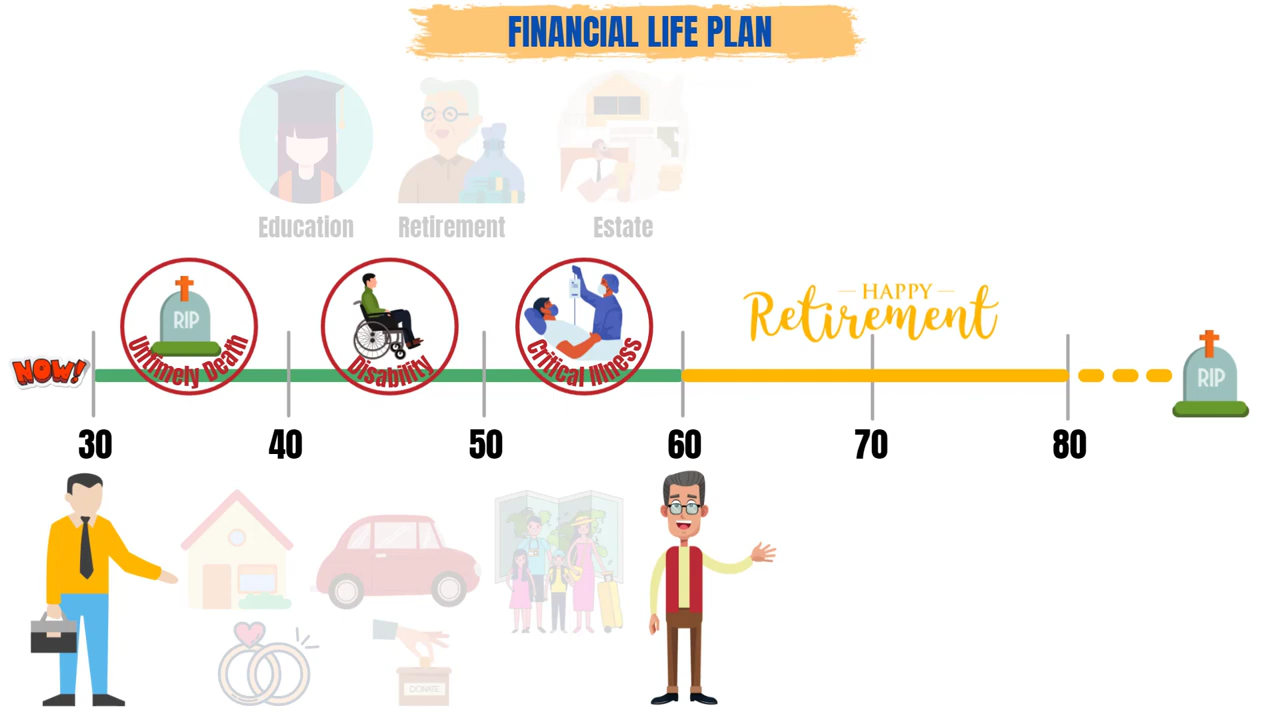 FINANCIAL LIFE PLAN
Education
Retirement
Estate
RIP
Untimely Death
Disability
Critical Illness
HAPPY
Retirement
NOW!
RIP
30
40
50
60
70
80
DONATE